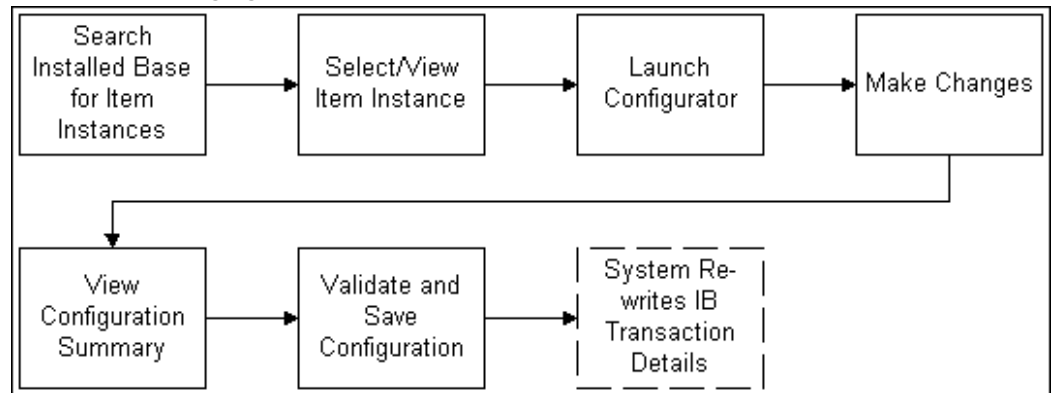 Search
Installed Base
for Item
Instances
Select/View
Item Instance
Launch
Configurator
Make Changes
View
Configuration
Summary
Validate and
Save
Configuration
System Re-
writes IB
Transaction
Details